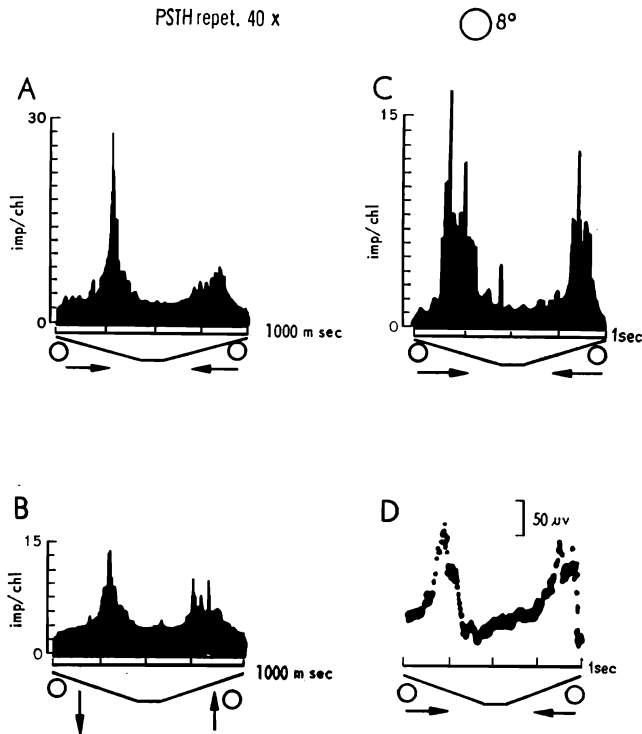 PSTH repet. 40 x
8°
A
30
imp/chl
0
1000 m sec
C
15
imp/chl
0
1sec
B
15
imp/chl
0
1000 m sec
D
50 μv
1sec